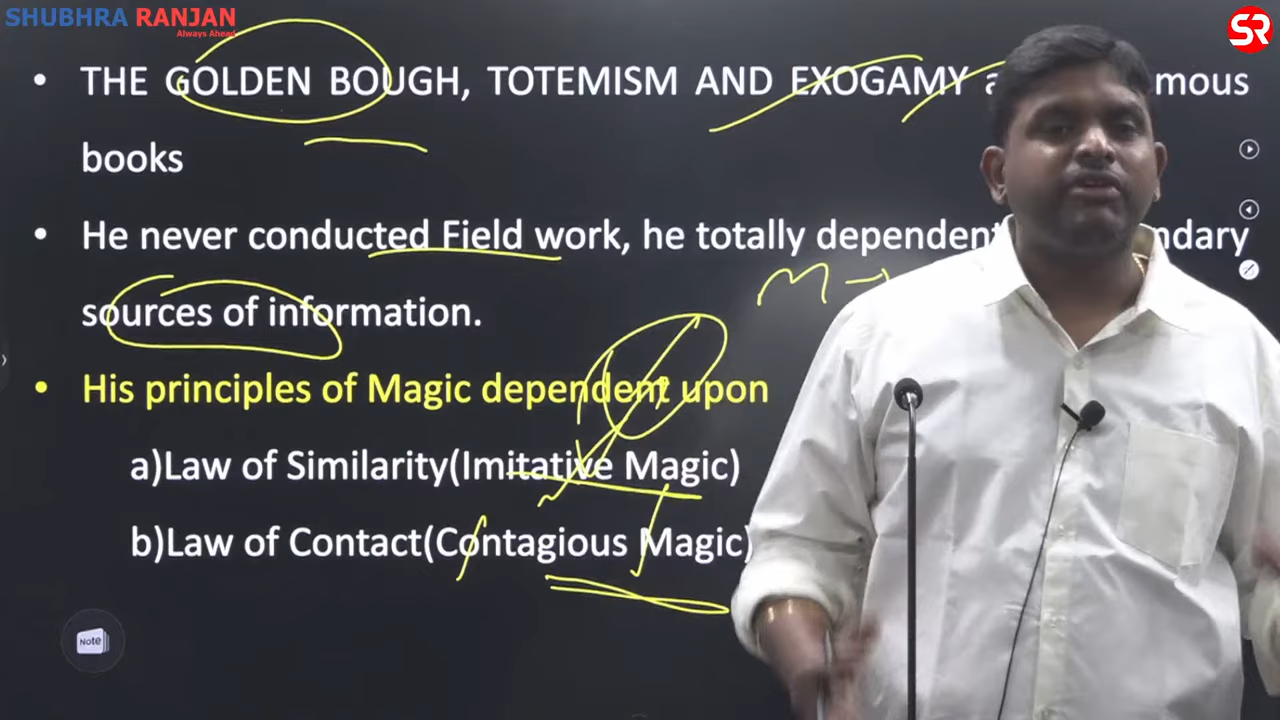 SHUBHRA RANJAN
Always Ahead
SR
• THE GOLDEN BOUGH, TOTEMISM AND EXOGAMY
books
• He never conducted Field work, he totally dependent
sources of information.
• His principles of Magic dependent upon
a)Law of Similarity(Imitative Magic)
b)Law of Contact(Contagious Magic)
M →
Note